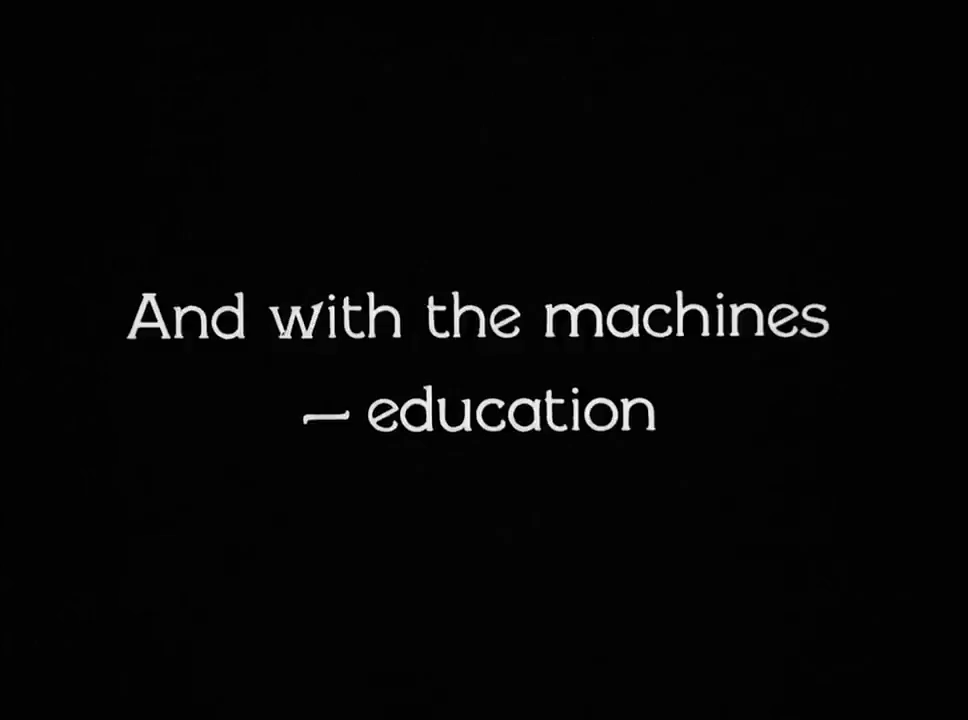 And with the machines
— education